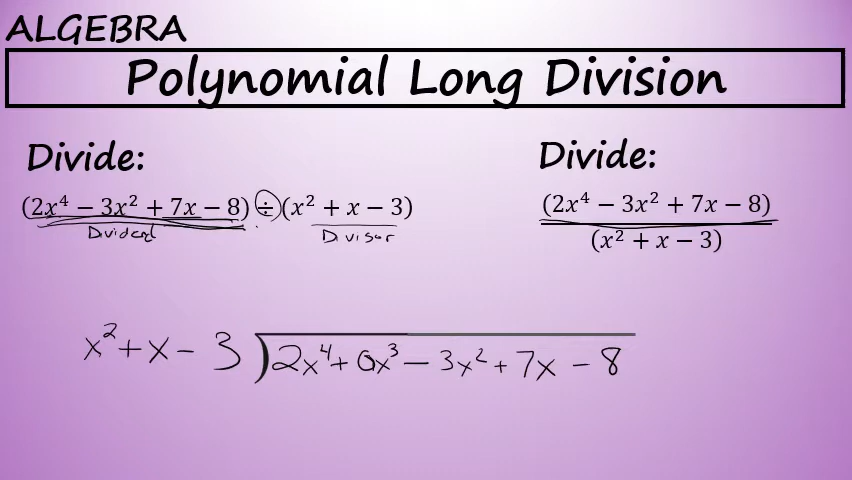 ALGEBRA
Polynomial Long Division
Divide:
(2x⁴ − 3x² + 7x − 8) ÷ (x² + x − 3)
Dividend
Divisor
Divide:
(2x⁴ − 3x² + 7x − 8)
(x² + x − 3)
x² + x − 3 ) 2x⁴ + 0x³ − 3x² + 7x − 8